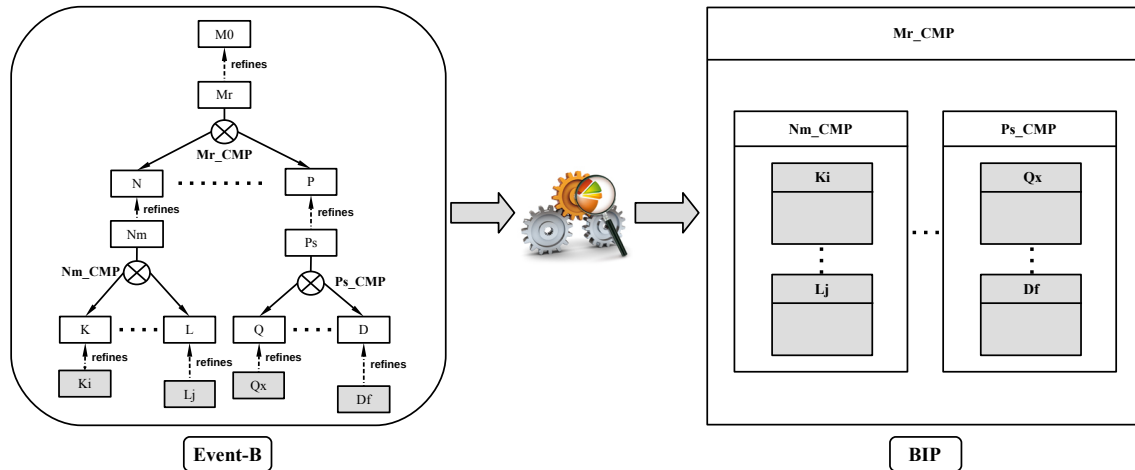 M0
refines
Mr
Mr_CMP
N
P
refines
refines
Nm
Ps
Nm_CMP
Ps_CMP
K
L
Q
D
refines
refines
refines
refines
Ki
Lj
Qx
Df
Event-B
Mr_CMP
Nm_CMP
Ps_CMP
Ki
Qx
Lj
Df
BIP